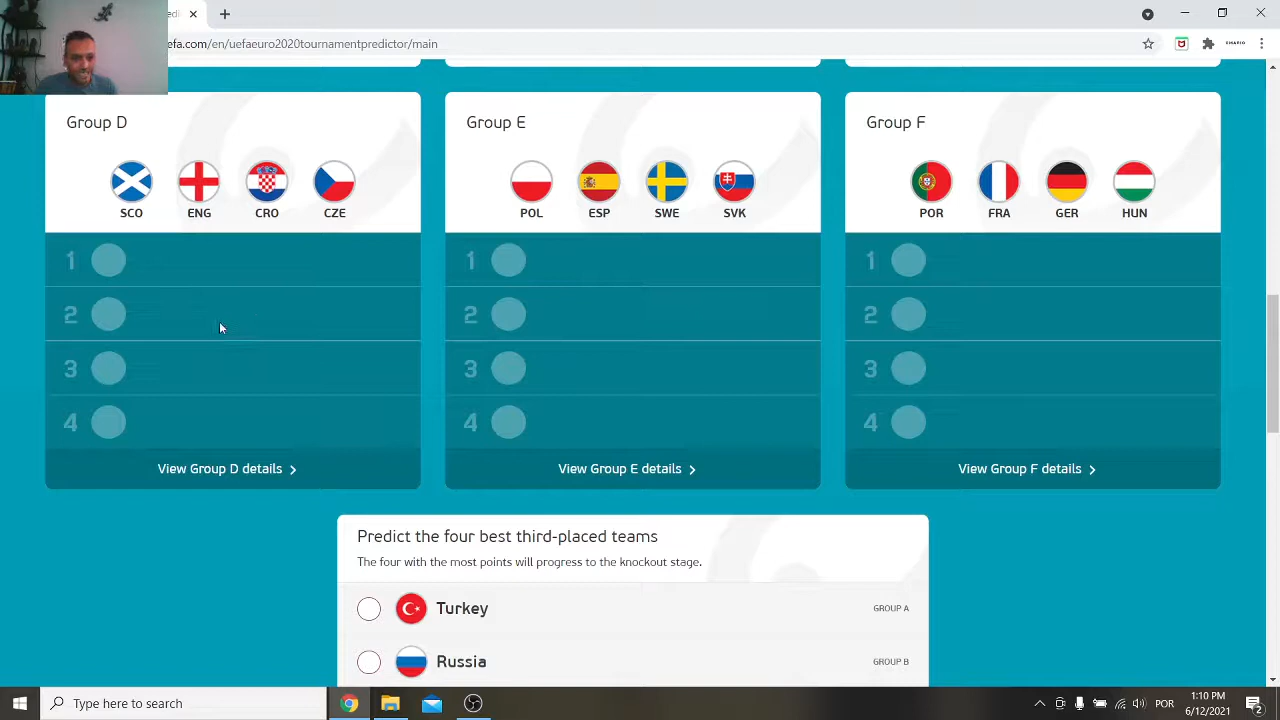 edi
efa.com/en/uefaeuro2020tournamentpredictor/main
Group D
SCO ENG CRO CZE
1
2
3
4
View Group D details
Group E
POL ESP SWE SVK
1
2
3
4
View Group E details
Group F
POR FRA GER HUN
1
2
3
4
View Group F details
Predict the four best third-placed teams
The four with the most points will progress to the knockout stage.
Turkey GROUP A
Russia GROUP B
Type here to search
POR
1:10 PM
6/12/2021
2